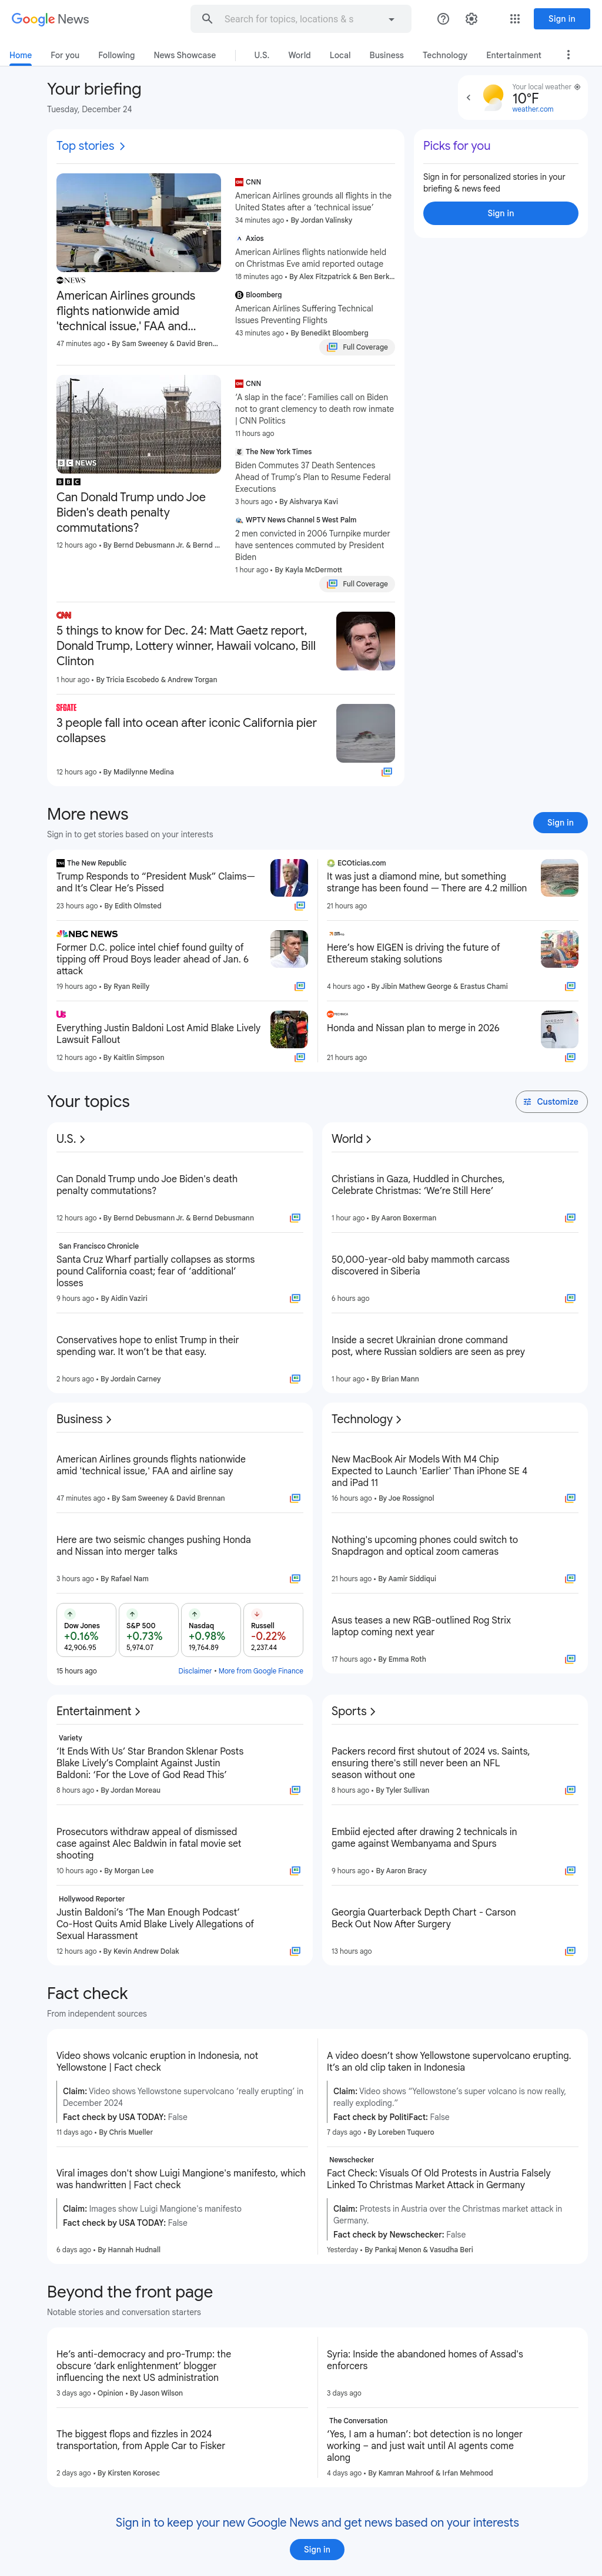 Google News
Search for topics, locations & s
Sign in
Home
For you
Following
News Showcase
U.S.
World
Local
Business
Technology
Entertainment
Your briefing
Tuesday, December 24
Your local weather
10°F
weather.com
Top stories
Picks for you
Sign in for personalized stories in your
briefing & news feed
Sign in
NEWS
American Airlines grounds
flights nationwide amid
'technical issue,' FAA and...
47 minutes ago • By Sam Sweeney & David Bren...
CNN
American Airlines grounds all flights in the
United States after a ‘technical issue’
34 minutes ago • By Jordan Valinsky
Axios
American Airlines flights nationwide held
on Christmas Eve amid reported outage
18 minutes ago • By Alex Fitzpatrick & Ben Berk...
Bloomberg
American Airlines Suffering Technical
Issues Preventing Flights
43 minutes ago • By Benedikt Bloomberg
Full Coverage
BBC NEWS
BBC
Can Donald Trump undo Joe
Biden's death penalty
commutations?
12 hours ago • By Bernd Debusmann Jr. & Bernd ...
CNN
‘A slap in the face’: Families call on Biden
not to grant clemency to death row inmate
| CNN Politics
11 hours ago
The New York Times
Biden Commutes 37 Death Sentences
Ahead of Trump’s Plan to Resume Federal
Executions
3 hours ago • By Aishvarya Kavi
WPTV News Channel 5 West Palm
2 men convicted in 2006 Turnpike murder
have sentences commuted by President
Biden
1 hour ago • By Kayla McDermott
Full Coverage
CNN
5 things to know for Dec. 24: Matt Gaetz report,
Donald Trump, Lottery winner, Hawaii volcano, Bill
Clinton
1 hour ago • By Tricia Escobedo & Andrew Torgan
SFGATE
3 people fall into ocean after iconic California pier
collapses
12 hours ago • By Madilynne Medina
More news
Sign in to get stories based on your interests
Sign in
The New Republic
Trump Responds to “President Musk” Claims—
and It’s Clear He’s Pissed
23 hours ago • By Edith Olmsted
NBC NEWS
Former D.C. police intel chief found guilty of
tipping off Proud Boys leader ahead of Jan. 6
attack
19 hours ago • By Ryan Reilly
Us
Everything Justin Baldoni Lost Amid Blake Lively
Lawsuit Fallout
12 hours ago • By Kaitlin Simpson
ECOticias.com
It was just a diamond mine, but something
strange has been found — There are 4.2 million
21 hours ago
Here’s how EIGEN is driving the future of
Ethereum staking solutions
4 hours ago • By Jibin Mathew George & Erastus Chami
Honda and Nissan plan to merge in 2026
21 hours ago
Your topics
Customize
U.S.
Can Donald Trump undo Joe Biden's death
penalty commutations?
12 hours ago • By Bernd Debusmann Jr. & Bernd Debusmann
San Francisco Chronicle
Santa Cruz Wharf partially collapses as storms
pound California coast; fear of ‘additional’
losses
9 hours ago • By Aidin Vaziri
Conservatives hope to enlist Trump in their
spending war. It won’t be that easy.
2 hours ago • By Jordain Carney
World
Christians in Gaza, Huddled in Churches,
Celebrate Christmas: ‘We’re Still Here’
1 hour ago • By Aaron Boxerman
50,000-year-old baby mammoth carcass
discovered in Siberia
6 hours ago
Inside a secret Ukrainian drone command
post, where Russian soldiers are seen as prey
1 hour ago • By Brian Mann
Business
American Airlines grounds flights nationwide
amid 'technical issue,' FAA and airline say
47 minutes ago • By Sam Sweeney & David Brennan
Here are two seismic changes pushing Honda
and Nissan into merger talks
3 hours ago • By Rafael Nam
Dow Jones
+0.16%
42,906.95
S&P 500
+0.73%
5,974.07
Nasdaq
+0.98%
19,764.89
Russell
-0.22%
2,237.44
15 hours ago
Disclaimer • More from Google Finance
Technology
New MacBook Air Models With M4 Chip
Expected to Launch 'Earlier' Than iPhone SE 4
and iPad 11
16 hours ago • By Joe Rossignol
Nothing's upcoming phones could switch to
Snapdragon and optical zoom cameras
21 hours ago • By Aamir Siddiqui
Asus teases a new RGB-outlined Rog Strix
laptop coming next year
17 hours ago • By Emma Roth
Entertainment
Variety
‘It Ends With Us’ Star Brandon Sklenar Posts
Blake Lively’s Complaint Against Justin
Baldoni: ‘For the Love of God Read This’
8 hours ago • By Jordan Moreau
Prosecutors withdraw appeal of dismissed
case against Alec Baldwin in fatal movie set
shooting
10 hours ago • By Morgan Lee
Hollywood Reporter
Justin Baldoni’s ‘The Man Enough Podcast’
Co-Host Quits Amid Blake Lively Allegations of
Sexual Harassment
12 hours ago • By Kevin Andrew Dolak
Sports
Packers record first shutout of 2024 vs. Saints,
ensuring there's still never been an NFL
season without one
8 hours ago • By Tyler Sullivan
Embiid ejected after drawing 2 technicals in
game against Wembanyama and Spurs
9 hours ago • By Aaron Bracy
Georgia Quarterback Depth Chart - Carson
Beck Out Now After Surgery
13 hours ago
Fact check
From independent sources
Video shows volcanic eruption in Indonesia, not
Yellowstone | Fact check
Claim: Video shows Yellowstone supervolcano ‘really erupting’ in
December 2024
Fact check by USA TODAY: False
11 days ago • By Chris Mueller
Viral images don't show Luigi Mangione's manifesto, which
was handwritten | Fact check
Claim: Images show Luigi Mangione's manifesto
Fact check by USA TODAY: False
6 days ago • By Hannah Hudnall
A video doesn’t show Yellowstone supervolcano erupting.
It’s an old clip taken in Indonesia
Claim: Video shows “Yellowstone’s super volcano is now really,
really exploding.”
Fact check by PolitiFact: False
7 days ago • By Loreben Tuquero
Newschecker
Fact Check: Visuals Of Old Protests in Austria Falsely
Linked To Christmas Market Attack in Germany
Claim: Protests in Austria over the Christmas market attack in
Germany.
Fact check by Newschecker: False
Yesterday • By Pankaj Menon & Vasudha Beri
Beyond the front page
Notable stories and conversation starters
He’s anti-democracy and pro-Trump: the
obscure ‘dark enlightenment’ blogger
influencing the next US administration
3 days ago • Opinion • By Jason Wilson
The biggest flops and fizzles in 2024
transportation, from Apple Car to Fisker
2 days ago • By Kirsten Korosec
Syria: Inside the abandoned homes of Assad's
enforcers
3 days ago
The Conversation
‘Yes, I am a human’: bot detection is no longer
working – and just wait until AI agents come
along
4 days ago • By Kamran Mahroof & Irfan Mehmood
Sign in to keep your new Google News and get news based on your interests
Sign in